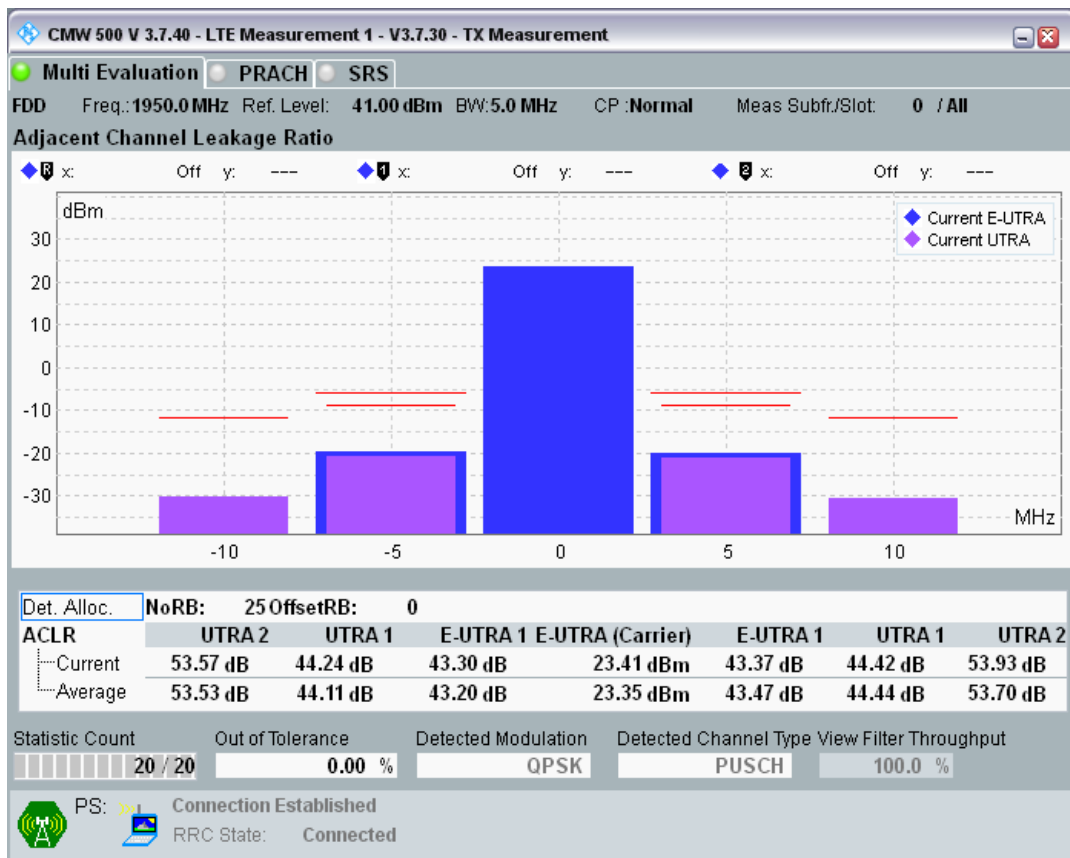 CMW 500 V 3.7.40 - LTE Measurement 1 - V3.7.30 - TX Measurement
Multi Evaluation PRACH SRS
FDD Freq.: 1950.0 MHz Ref. Level: 41.00 dBm BW: 5.0 MHz CP : Normal Meas Subfr./Slot: 0 / All
Adjacent Channel Leakage Ratio
R x: Off y: --- 1 x: Off y: --- 2 x: Off y: ---
dBm
Current E-UTRA
Current UTRA
30
20
10
0
-10
-20
-30
MHz
-10 -5 0 5 10
Det. Alloc. NoRB: 25 OffsetRB: 0
ACLR UTRA 2 UTRA 1 E-UTRA 1 E-UTRA (Carrier) E-UTRA 1 UTRA 1 UTRA 2
Current 53.57 dB 44.24 dB 43.30 dB 23.41 dBm 43.37 dB 44.42 dB 53.93 dB
Average 53.53 dB 44.11 dB 43.20 dB 23.35 dBm 43.47 dB 44.44 dB 53.70 dB
Statistic Count Out of Tolerance Detected Modulation Detected Channel Type View Filter Throughput
20 / 20 0.00 % QPSK PUSCH 100.0 %
PS: Connection Established
RRC State: Connected